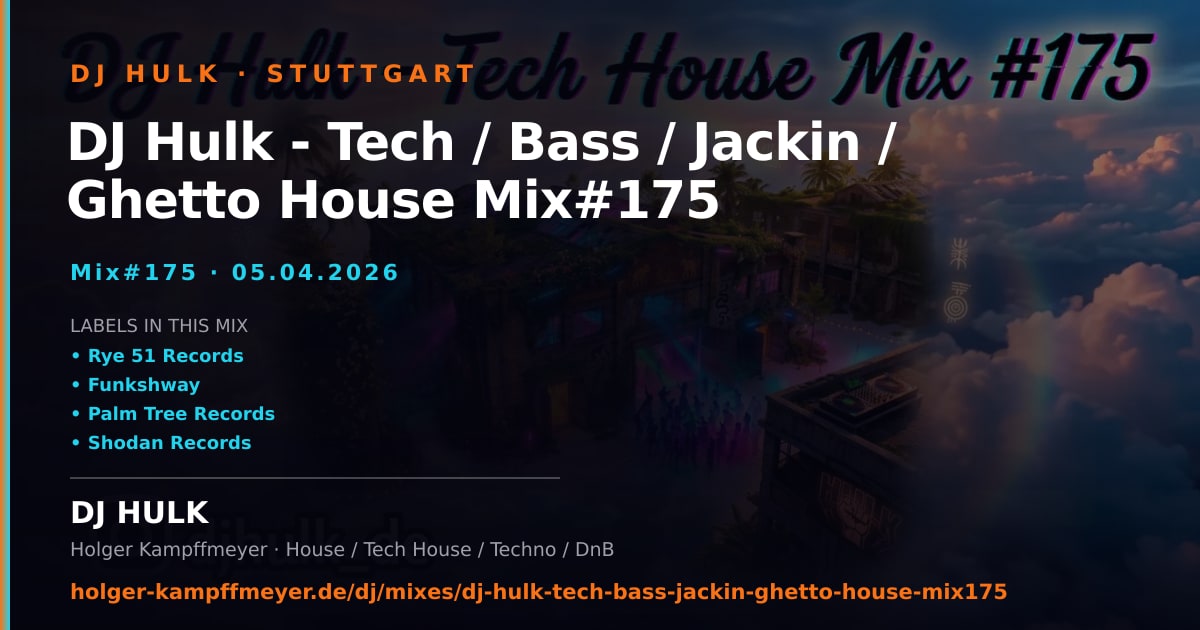 DJ Hulk - Tech House Mix #175
DJ HULK · STUTTGART
DJ Hulk - Tech / Bass / Jackin /
Ghetto House Mix#175
Mix#175 · 05.04.2026
LABELS IN THIS MIX
• Rye 51 Records
• Funkshway
• Palm Tree Records
• Shodan Records
DJ HULK
djhulk_de
Holger Kampffmeyer · House / Tech House / Techno / DnB
holger-kampffmeyer.de/dj/mixes/dj-hulk-tech-bass-jackin-ghetto-house-mix175